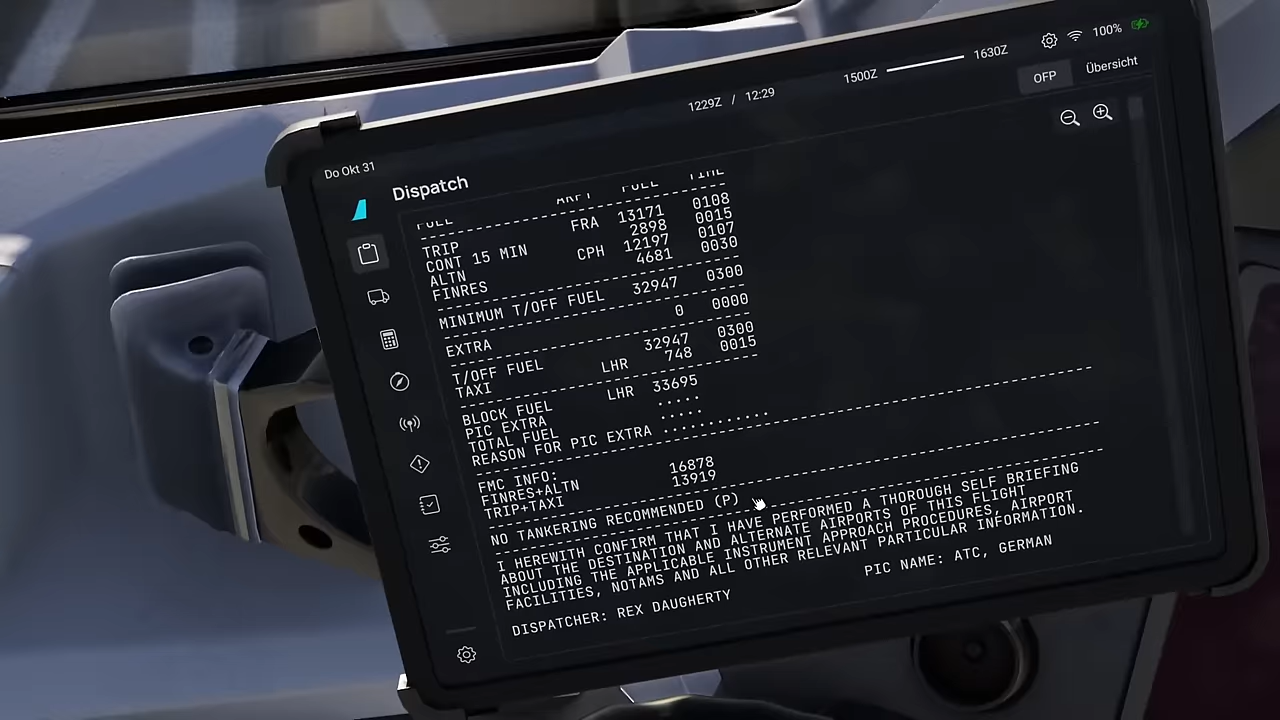 1229Z / 12:29
1500Z 1630Z
100%
Do Okt 31
Dispatch
OFP Übersicht
FUEL ARPT FUEL TIME
TRIP FRA 13171 0108
CONT 15 MIN 2898 0015
ALTN CPH 12197 0107
FINRES 4681 0030
MINIMUM T/OFF FUEL 32947 0300
EXTRA 0 0000
T/OFF FUEL 32947 0300
TAXI LHR 748 0015
BLOCK FUEL LHR 33695
PIC EXTRA .....
TOTAL FUEL .....
REASON FOR PIC EXTRA ............
FMC INFO:
FINRES+ALTN 16878
TRIP+TAXI 13919
NO TANKERING RECOMMENDED (P)
I HEREWITH CONFIRM THAT I HAVE PERFORMED A THOROUGH SELF BRIEFING
ABOUT THE DESTINATION AND ALTERNATE AIRPORTS OF THIS FLIGHT
INCLUDING THE APPLICABLE INSTRUMENT APPROACH PROCEDURES, AIRPORT
FACILITIES, NOTAMS AND ALL OTHER RELEVANT PARTICULAR INFORMATION.
DISPATCHER: REX DAUGHERTY PIC NAME: ATC, GERMAN